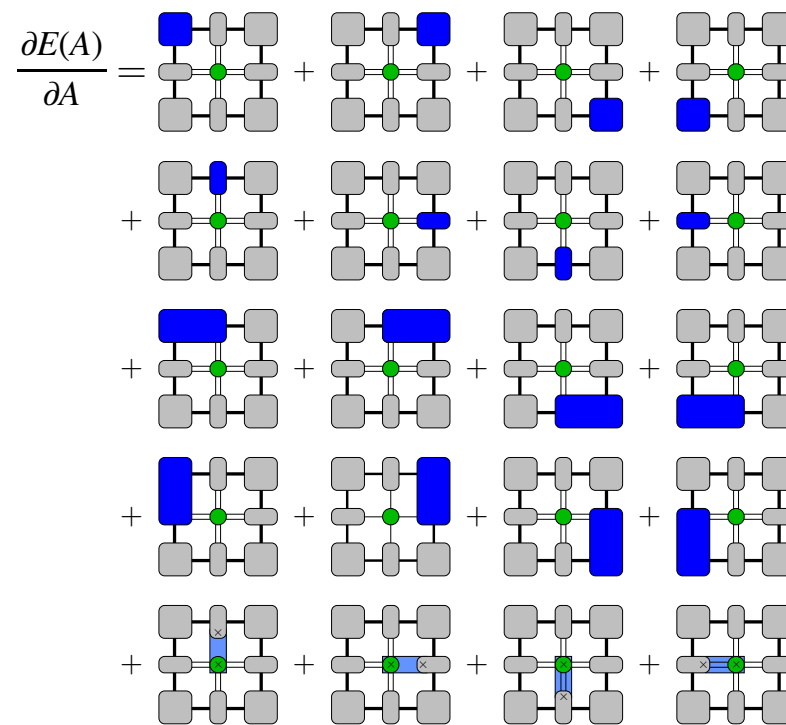 ∂E(A)/∂A = + + +
+ + + +
+ + + +
+ + + +
+ + + +